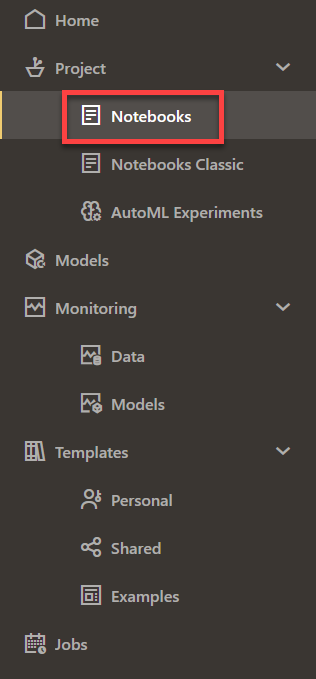 Home
Project
Notebooks
Notebooks Classic
AutoML Experiments
Models
Monitoring
Data
Models
Templates
Personal
Shared
Examples
Jobs